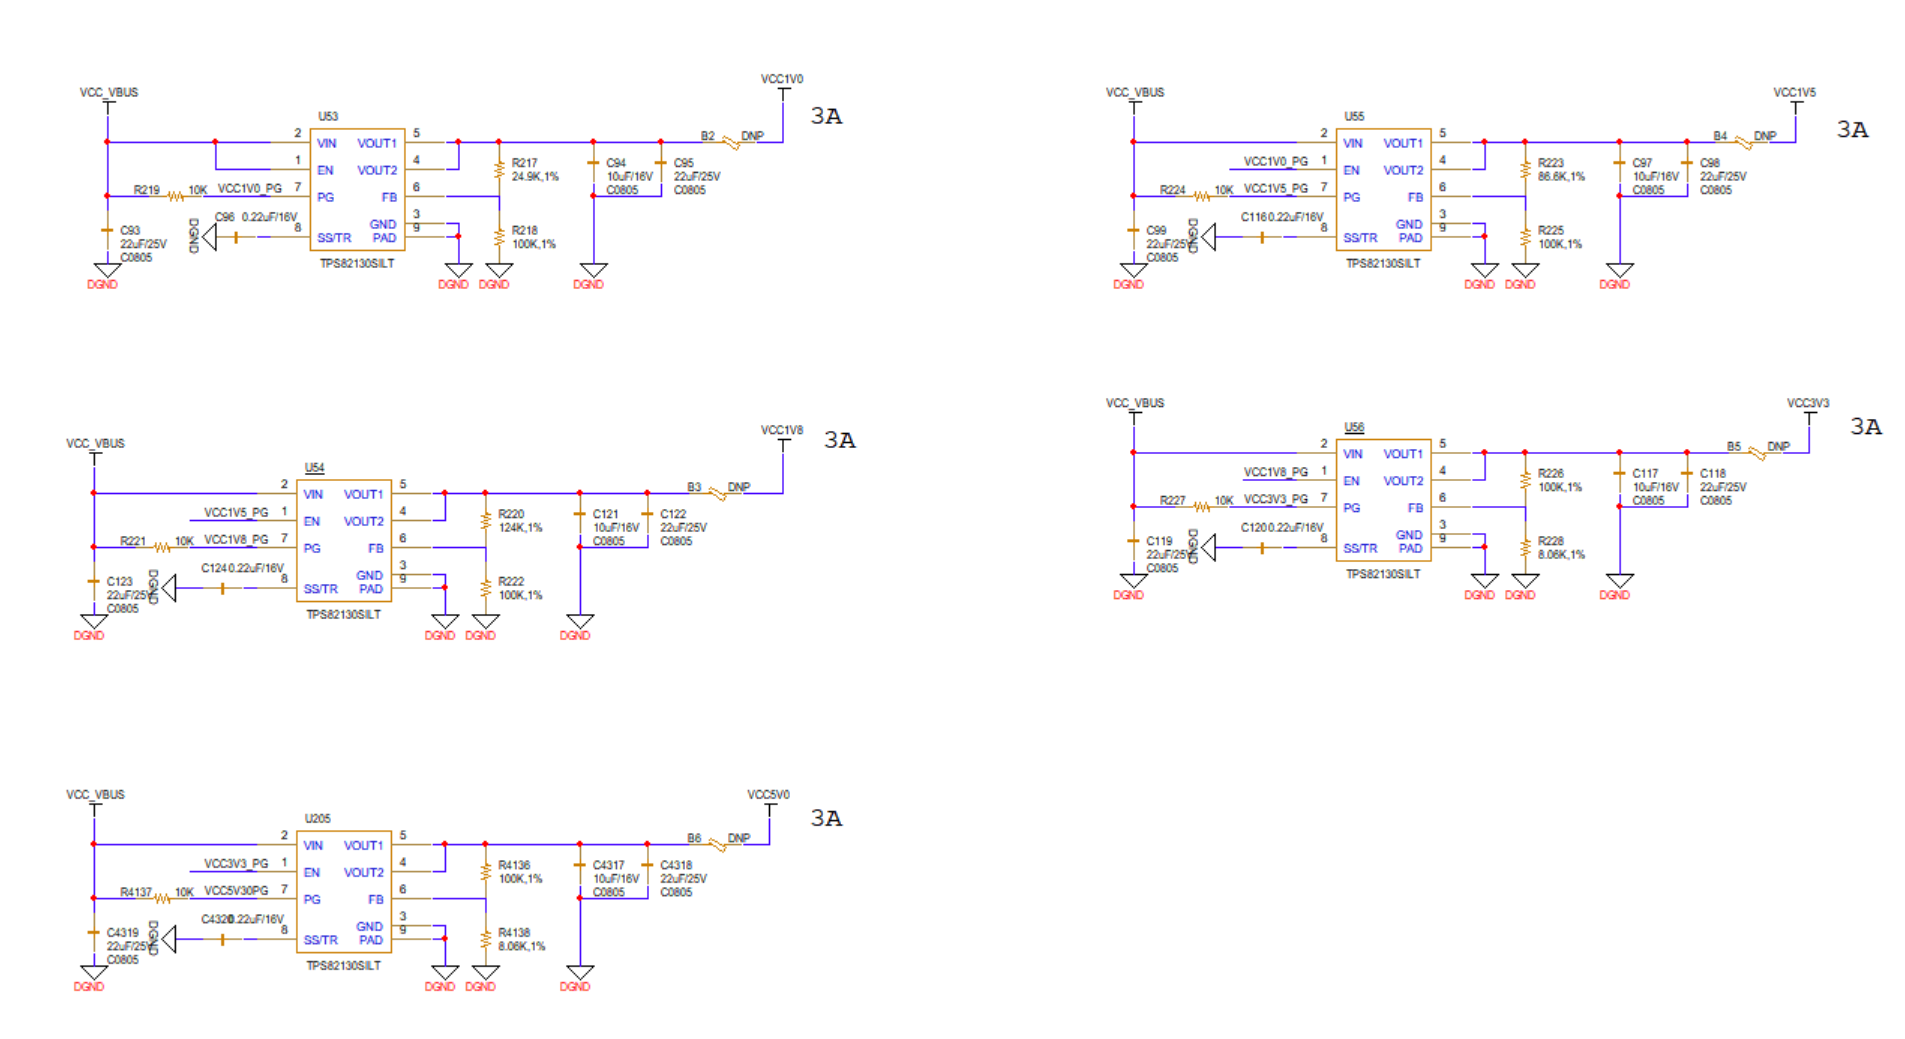 VCC_VBUS
U53
2 VIN VOUT1 5
1 EN VOUT2 4
R219 10K VCC1V0_PG 7 PG FB 6
C96 0.22uF/16V
8 SS/TR
GND 3
PAD 9
TPS82130SILT
DGND
C93
22uF/25V
C0805
DGND
DGND
DGND
DGND
R217
24.9K,1%
R218
100K,1%
C94
10uF/16V
C0805
C95
22uF/25V
C0805
B2 DNP
VCC1V0
3A
VCC_VBUS
U55
2 VIN VOUT1 5
VCC1V0_PG 1 EN VOUT2 4
R224 10K VCC1V5_PG 7 PG FB 6
C116 0.22uF/16V
8 SS/TR
GND 3
PAD 9
TPS82130SILT
DGND
C99
22uF/25V
C0805
DGND
DGND
DGND
DGND
R223
86.6K,1%
R225
100K,1%
C97
10uF/16V
C0805
C98
22uF/25V
C0805
B4 DNP
VCC1V5
3A
VCC_VBUS
U54
2 VIN VOUT1 5
VCC1V5_PG 1 EN VOUT2 4
R221 10K VCC1V8_PG 7 PG FB 6
C124 0.22uF/16V
8 SS/TR
GND 3
PAD 9
TPS82130SILT
DGND
C123
22uF/25V
C0805
DGND
DGND
DGND
DGND
R220
124K,1%
R222
100K,1%
C121
10uF/16V
C0805
C122
22uF/25V
C0805
B3 DNP
VCC1V8
3A
VCC_VBUS
U56
2 VIN VOUT1 5
VCC1V8_PG 1 EN VOUT2 4
R227 10K VCC3V3_PG 7 PG FB 6
C120 0.22uF/16V
8 SS/TR
GND 3
PAD 9
TPS82130SILT
DGND
C119
22uF/25V
C0805
DGND
DGND
DGND
DGND
R226
100K,1%
R228
8.06K,1%
C117
10uF/16V
C0805
C118
22uF/25V
C0805
B5 DNP
VCC3V3
3A
VCC_VBUS
U205
2 VIN VOUT1 5
VCC3V3_PG 1 EN VOUT2 4
R4137 10K VCC5V30PG 7 PG FB 6
C4320 0.22uF/16V
8 SS/TR
GND 3
PAD 9
TPS82130SILT
DGND
C4319
22uF/25V
C0805
DGND
DGND
DGND
DGND
R4136
100K,1%
R4138
8.06K,1%
C4317
10uF/16V
C0805
C4318
22uF/25V
C0805
B6 DNP
VCC5V0
3A